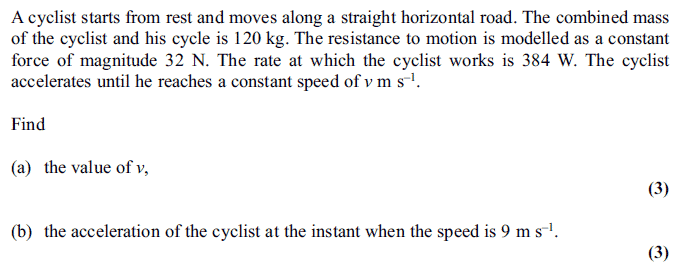 A cyclist starts from rest and moves along a straight horizontal road. The combined mass
of the cyclist and his cycle is 120 kg. The resistance to motion is modelled as a constant
force of magnitude 32 N. The rate at which the cyclist works is 384 W. The cyclist
accelerates until he reaches a constant speed of v m s⁻¹.
Find
(a) the value of v,
(3)
(b) the acceleration of the cyclist at the instant when the speed is 9 m s⁻¹.
(3)